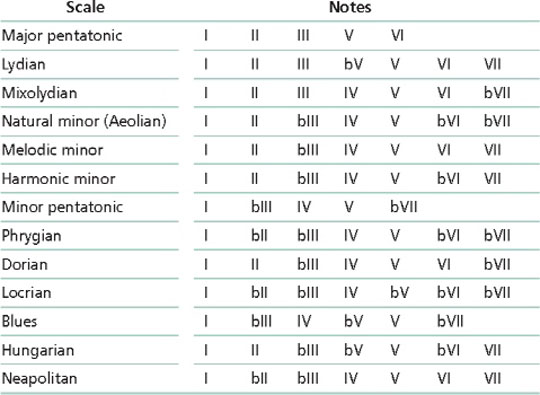 Scale Notes
Major pentatonic I II III V VI
Lydian I II III bV V VI VII
Mixolydian I II III IV V VI bVII
Natural minor (Aeolian) I II bIII IV V bVI bVII
Melodic minor I II bIII IV V VI VII
Harmonic minor I II bIII IV V bVI VII
Minor pentatonic I bIII IV V bVII
Phrygian I bII bIII IV V bVI bVII
Dorian I II bIII IV V VI bVII
Locrian I bII bIII IV bV bVI bVII
Blues I bIII IV bV V bVII
Hungarian I II bIII bV V bVI VII
Neapolitan I bII bIII IV V VI VII